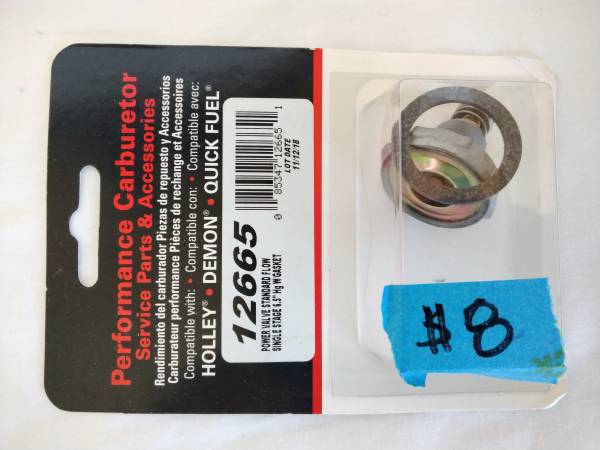 Performance Carburetor
Service Parts & Accessories
Rendimiento del carburador Piezas de repuesto y Accessorios
Carburateur performance Pièces de rechange et Accessoires
Compatible with: • Compatible con: • Compatible avec:
HOLLEY® • DEMON® • QUICK FUEL®
12665
POWER VALVE STANDARD FLOW
SINGLE STAGE 6.5" Hg W/GASKET
0 85347 12665 1
LOT DATE
11/12/18
#8